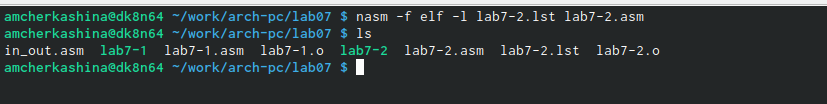 amcherkashina@dk8n64 ~/work/arch-pc/lab07 $ nasm -f elf -l lab7-2.lst lab7-2.asm
amcherkashina@dk8n64 ~/work/arch-pc/lab07 $ ls
in_out.asm  lab7-1  lab7-1.asm  lab7-1.o  lab7-2  lab7-2.asm  lab7-2.lst  lab7-2.o
amcherkashina@dk8n64 ~/work/arch-pc/lab07 $